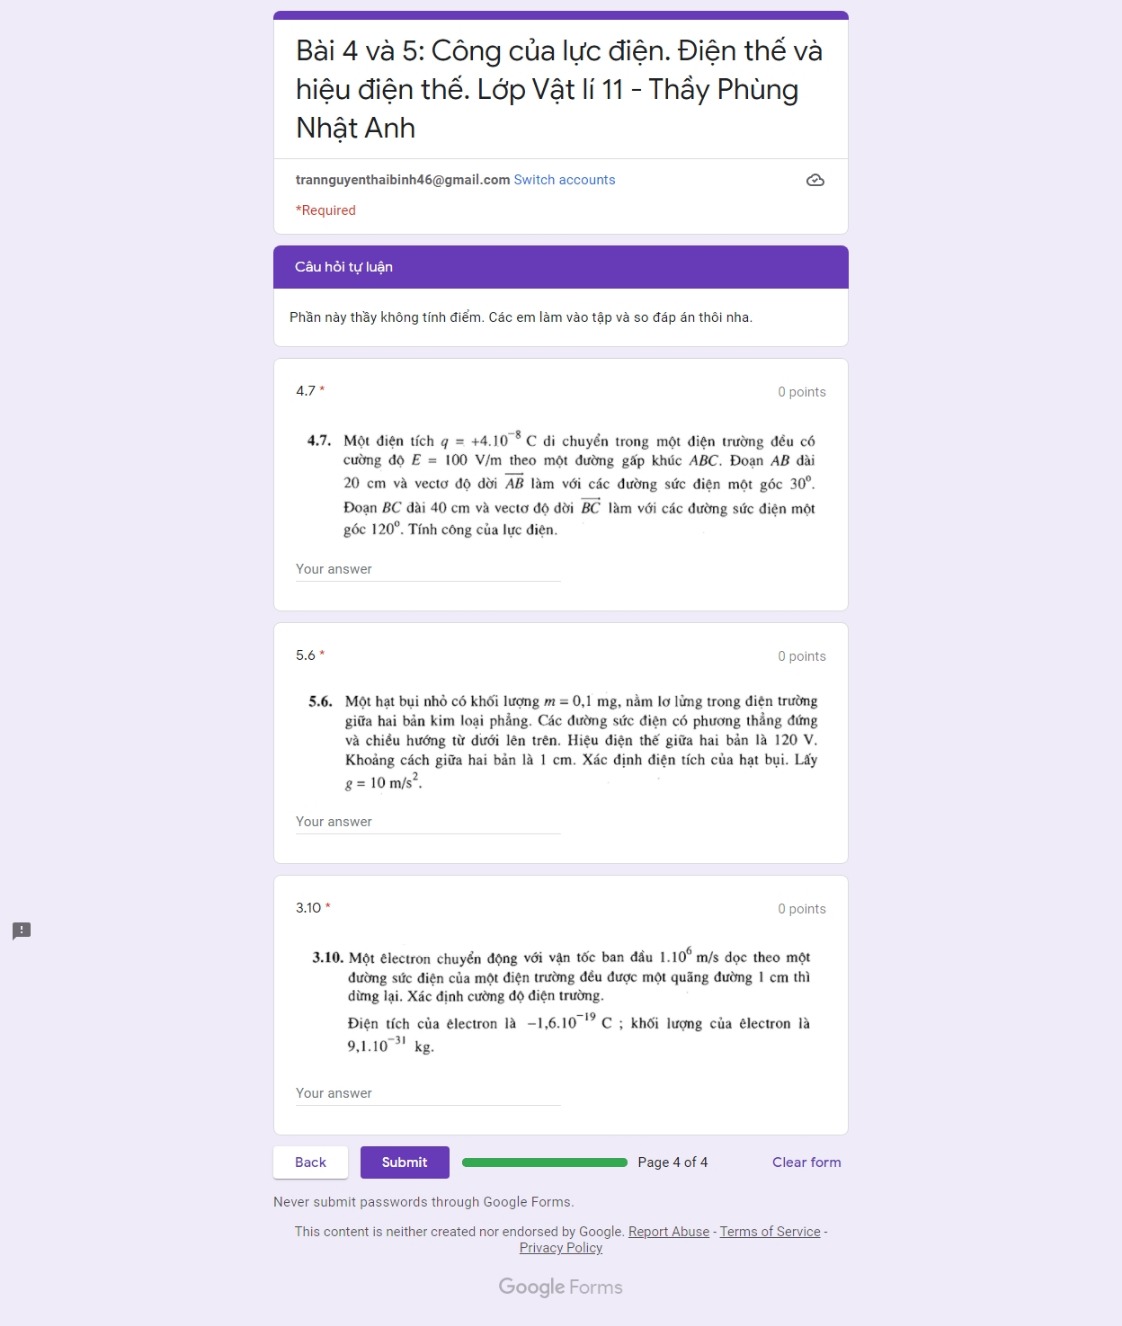 Bài 4 và 5: Công của lực điện. Điện thế và
hiệu điện thế. Lớp Vật lí 11 - Thầy Phùng
Nhật Anh
trannguyenthaibinh46@gmail.com Switch accounts
*Required
Câu hỏi tự luận
Phần này thầy không tính điểm. Các em làm vào tập và so đáp án thôi nha.
4.7 * 0 points
4.7. Một điện tích q = +4.10⁻⁸ C di chuyển trong một điện trường đều có
cường độ E = 100 V/m theo một đường gấp khúc ABC. Đoạn AB dài
20 cm và vectơ độ dời \overrightarrow{AB} làm với các đường sức điện một góc 30°.
Đoạn BC dài 40 cm và vectơ độ dời \overrightarrow{BC} làm với các đường sức điện một
góc 120°. Tính công của lực điện.
Your answer
5.6 * 0 points
5.6. Một hạt bụi nhỏ có khối lượng m = 0,1 mg, nằm lơ lửng trong điện trường
giữa hai bản kim loại phẳng. Các đường sức điện có phương thẳng đứng
và chiều hướng từ dưới lên trên. Hiệu điện thế giữa hai bản là 120 V.
Khoảng cách giữa hai bản là 1 cm. Xác định điện tích của hạt bụi. Lấy
g = 10 m/s².
Your answer
3.10 * 0 points
3.10. Một êlectron chuyển động với vận tốc ban đầu 1.10⁶ m/s dọc theo một
đường sức điện của một điện trường đều được một quãng đường 1 cm thì
dừng lại. Xác định cường độ điện trường.
Điện tích của êlectron là −1,6.10⁻¹⁹ C ; khối lượng của êlectron là
9,1.10⁻³¹ kg.
Your answer
Back Submit Page 4 of 4 Clear form
Never submit passwords through Google Forms.
This content is neither created nor endorsed by Google. Report Abuse - Terms of Service -
Privacy Policy
Google Forms